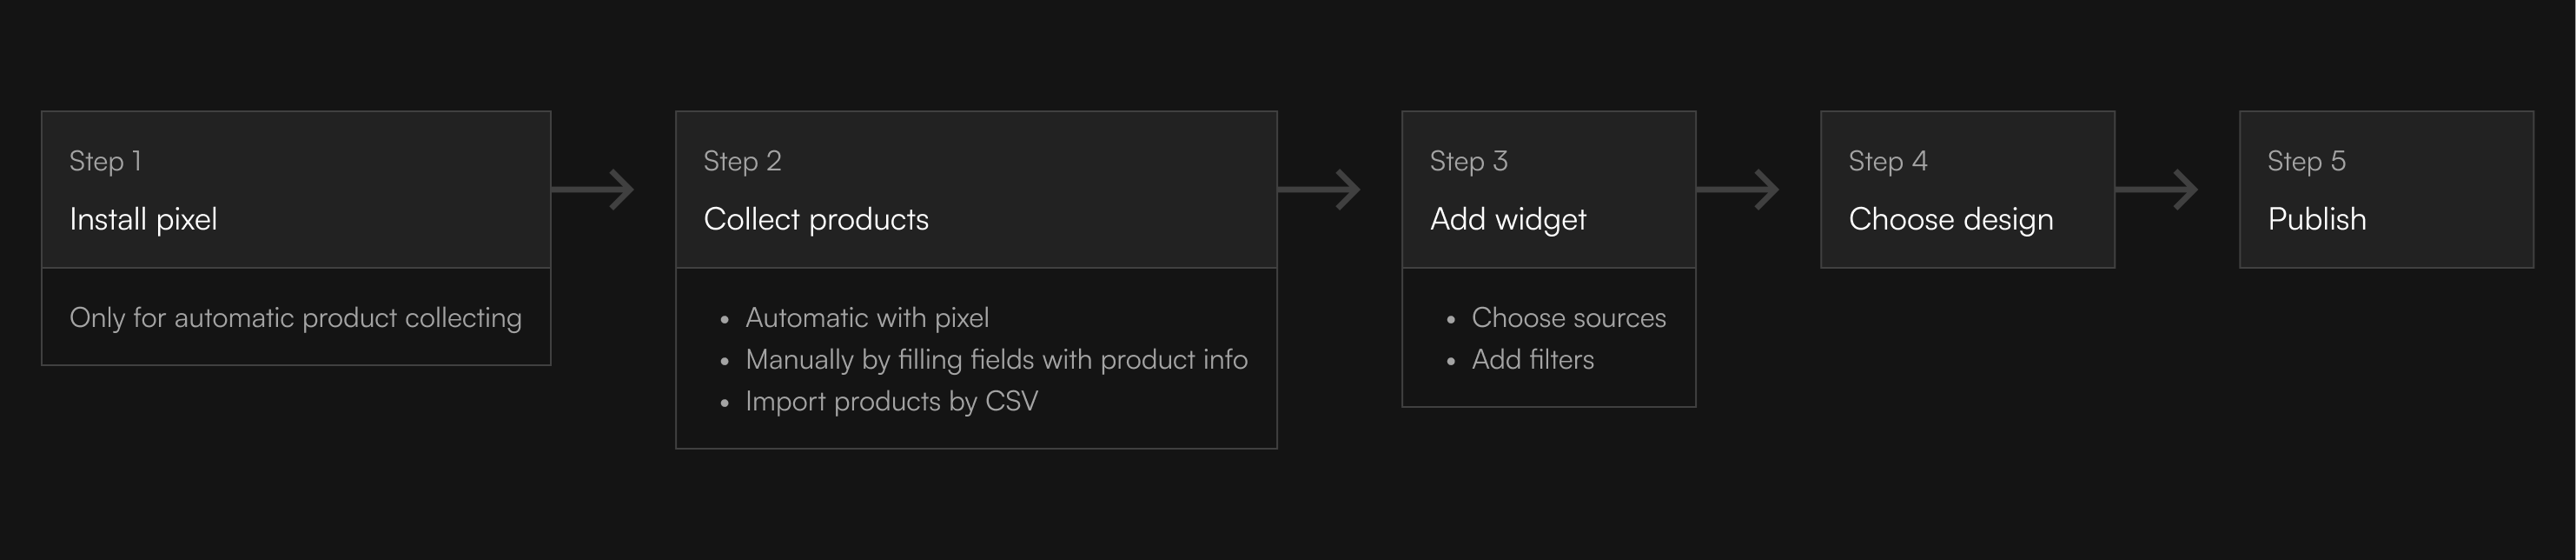 Step 1
Install pixel
Only for automatic product collecting
Step 2
Collect products
• Automatic with pixel
• Manually by filling fields with product info
• Import products by CSV
Step 3
Add widget
• Choose sources
• Add filters
Step 4
Choose design
Step 5
Publish